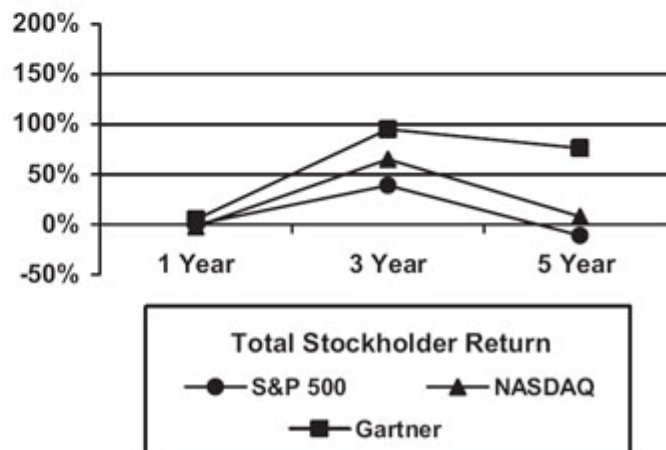 200%
150%
100%
50%
0%
-50%
1 Year 3 Year 5 Year
Total Stockholder Return
S&P 500 NASDAQ
Gartner